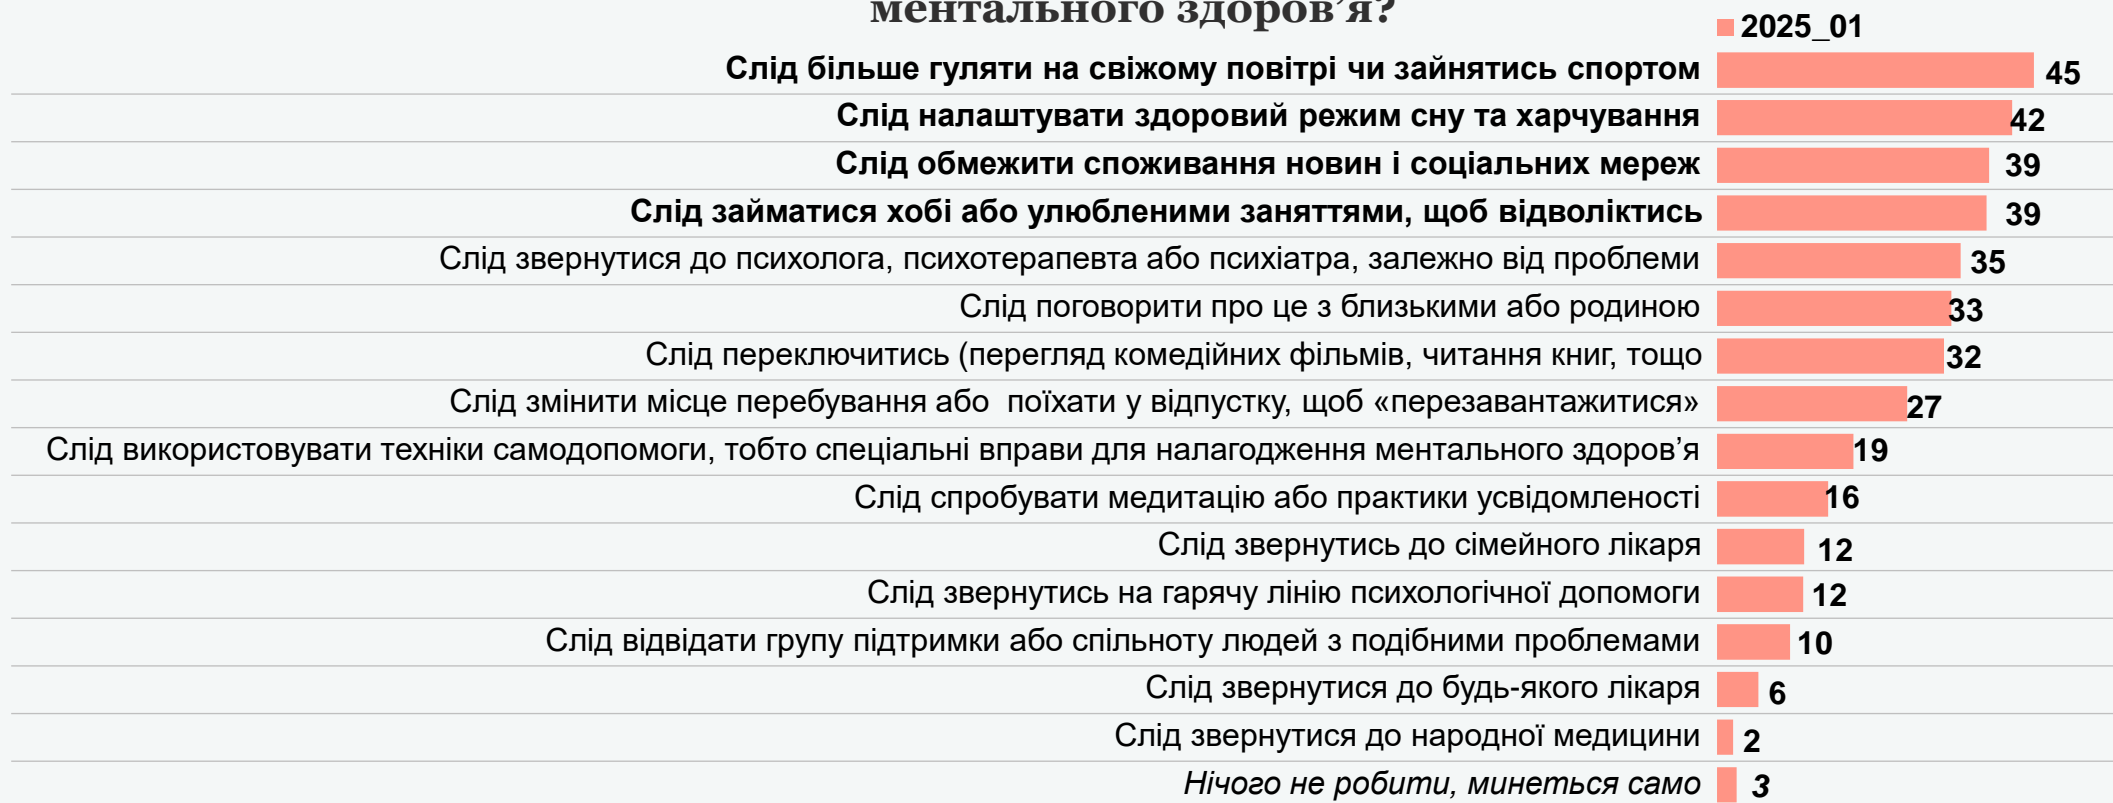 ментального здоров’я?
2025_01
Слід більше гуляти на свіжому повітрі чи зайнятись спортом 45
Слід налаштувати здоровий режим сну та харчування 42
Слід обмежити споживання новин і соціальних мереж 39
Слід займатися хобі або улюбленими заняттями, щоб відволіктись 39
Слід звернутися до психолога, психотерапевта або психіатра, залежно від проблеми 35
Слід поговорити про це з близькими або родиною 33
Слід переключитись (перегляд комедійних фільмів, читання книг, тощо 32
Слід змінити місце перебування або  поїхати у відпустку, щоб «перезавантажитися» 27
Слід використовувати техніки самодопомоги, тобто спеціальні вправи для налагодження ментального здоров’я 19
Слід спробувати медитацію або практики усвідомленості 16
Слід звернутись до сімейного лікаря 12
Слід звернутись на гарячу лінію психологічної допомоги 12
Слід відвідати групу підтримки або спільноту людей з подібними проблемами 10
Слід звернутися до будь-якого лікаря 6
Слід звернутися до народної медицини 2
Нічого не робити, минеться само 3